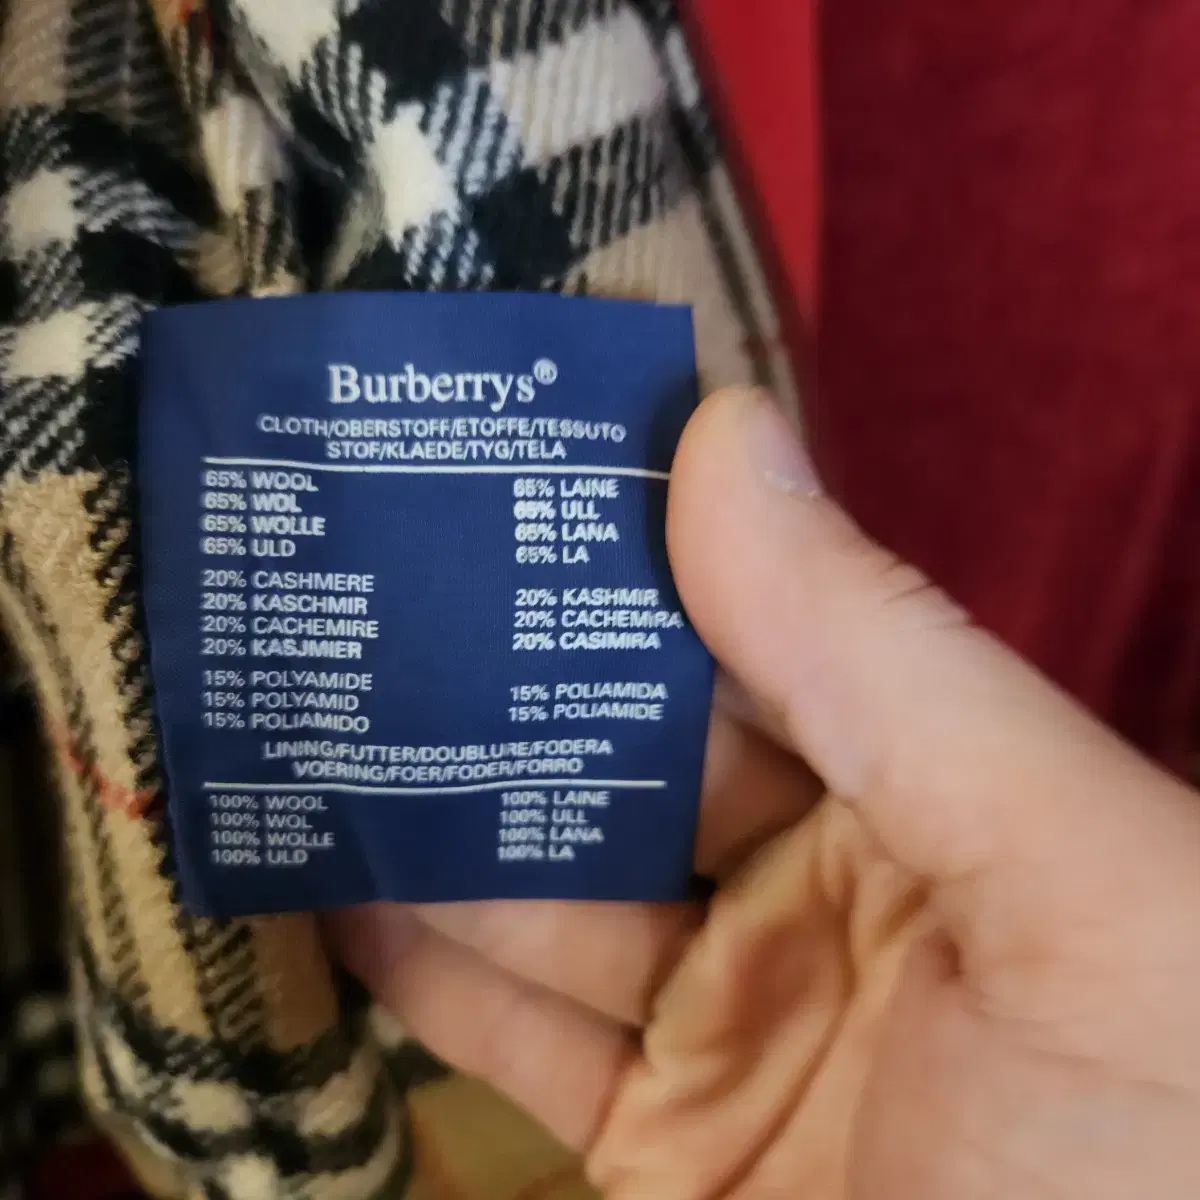 Burberrys®
CLOTH/OBERSTOFF/ETOFFE/TESSUTO
STOF/KLAEDE/TYG/TELA
65% WOOL
65% WOL
65% WOLLE
65% ULD
65% LAINE
65% ULL
65% LANA
65% LA
20% CASHMERE
20% KASCHMIR
20% CACHEMIRE
20% KASJMIER
20% KASHMIR
20% CACHEMIRA
20% CASIMIRA
15% POLYAMIDE
15% POLYAMID
15% POLIAMIDO
15% POLIAMIDA
15% POLIAMIDE
LINING/FUTTER/DOUBLURE/FODERA
VOERING/FOER/FODER/FORRO
100% WOOL
100% WOL
100% WOLLE
100% ULD
100% LAINE
100% ULL
100% LANA
100% LA